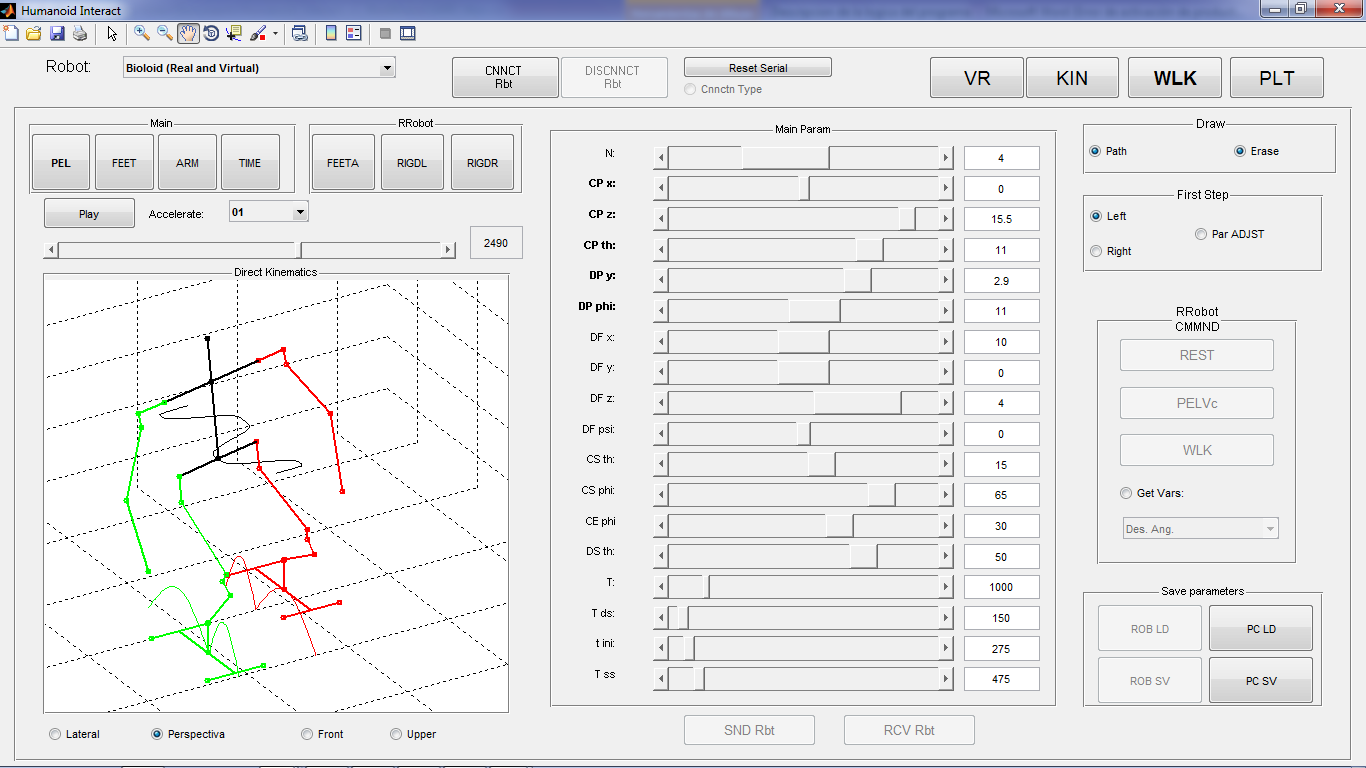 Humanoid Interact
Robot:
Bioloid (Real and Virtual)
CNNCT
Rbt
DISCNNCT
Rbt
Reset Serial
Cnnctn Type
VR
KIN
WLK
PLT
Main
PEL
FEET
ARM
TIME
RRobot
FEETA
RIGDL
RIGDR
Play
Accelerate:
01
2490
Direct Kinematics
Lateral
Perspectiva
Front
Upper
Main Param
N:
4
CP x:
0
CP z:
15.5
CP th:
11
DP y:
2.9
DP phi:
11
DF x:
10
DF y:
0
DF z:
4
DF psi:
0
CS th:
15
CS phi:
65
CE phi
30
DS th:
50
T:
1000
T ds:
150
t ini:
275
T ss
475
SND Rbt
RCV Rbt
Draw
Path
Erase
First Step
Left
Par ADJST
Right
RRobot
CMMND
REST
PELVc
WLK
Get Vars:
Des. Ang.
Save parameters
ROB LD
PC LD
ROB SV
PC SV